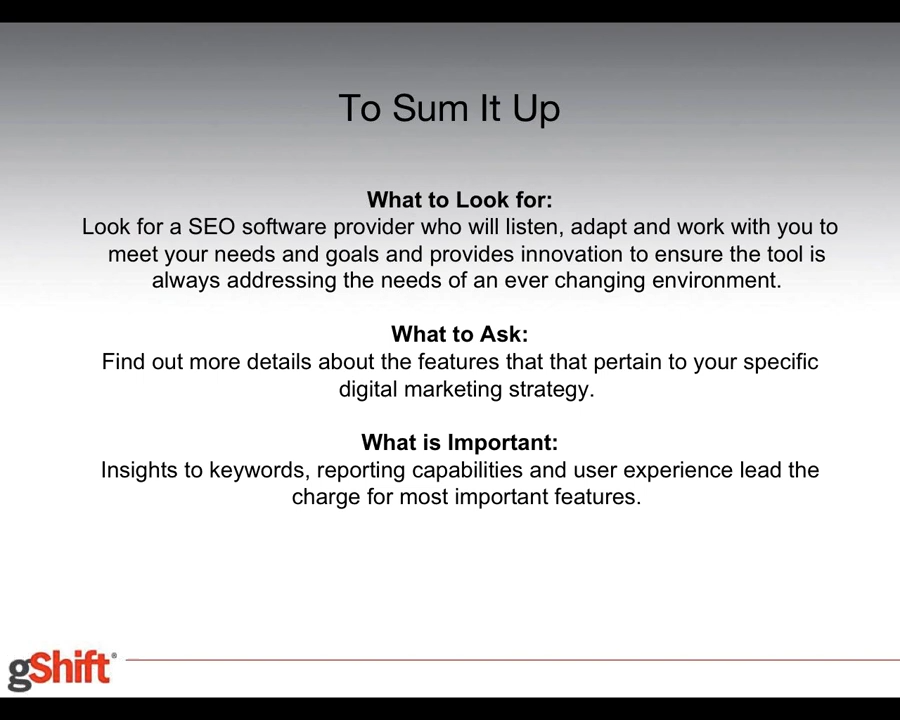 To Sum It Up
What to Look for:
Look for a SEO software provider who will listen, adapt and work with you to
meet your needs and goals and provides innovation to ensure the tool is
always addressing the needs of an ever changing environment.
What to Ask:
Find out more details about the features that that pertain to your specific
digital marketing strategy.
What is Important:
Insights to keywords, reporting capabilities and user experience lead the
charge for most important features.
gShift®